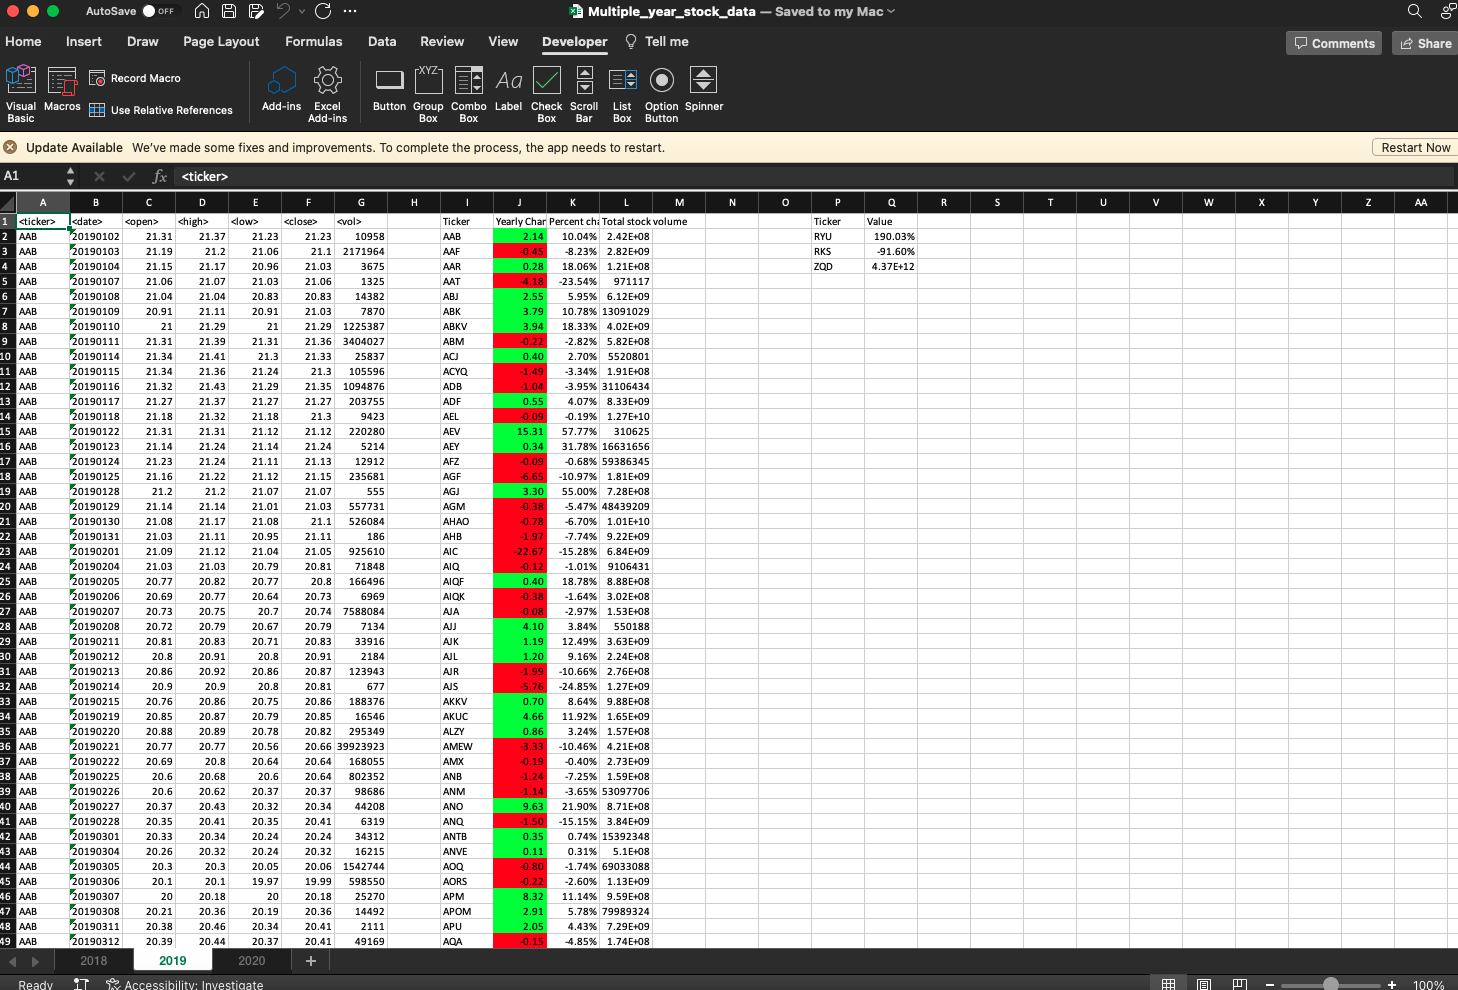 AutoSave OFF Multiple_year_stock_data — Saved to my Mac
Home Insert Draw Page Layout Formulas Data Review View Developer Tell me Comments Share
Visual Basic Macros Record Macro Use Relative References Add-ins Excel Add-ins Button Group Box Combo Box Label Check Box Scroll Bar List Box Option Button Spinner
Update Available We've made some fixes and improvements. To complete the process, the app needs to restart. Restart Now
A1 fx <ticker>
A B C D E F G H I J K L M N O P Q R S T U V W X Y Z AA
1 <ticker> <date> <open> <high> <low> <close> <vol> Ticker Yearly Char Percent cha Total stock volume Ticker Value
2 AAB 20190102 21.31 21.37 21.23 21.23 10958 AAB 2.14 10.04% 2.42E+08 RYU 190.03%
3 AAB 20190103 21.19 21.2 21.06 21.1 2171964 AAF -0.45 -8.23% 2.82E+09 RKS -91.60%
4 AAB 20190104 21.15 21.17 20.96 21.03 3675 AAR 0.28 18.06% 1.21E+08 ZQD 4.37E+12
5 AAB 20190107 21.06 21.07 21.03 21.06 1325 AAT -4.18 -23.54% 971117
6 AAB 20190108 21.04 21.04 20.83 20.83 14382 ABJ 2.55 5.95% 6.12E+09
7 AAB 20190109 20.91 21.11 20.91 21.03 7870 ABK 3.79 10.78% 13091029
8 AAB 20190110 21 21.29 21 21.29 1225387 ABKV 3.94 18.33% 4.02E+09
9 AAB 20190111 21.31 21.39 21.31 21.36 3404027 ABM -0.22 -2.82% 5.82E+08
10 AAB 20190114 21.34 21.41 21.3 21.33 25837 ACJ 0.40 2.70% 5520801
11 AAB 20190115 21.34 21.36 21.24 21.3 105596 ACYQ -1.49 -3.34% 1.91E+08
12 AAB 20190116 21.32 21.43 21.29 21.35 1094876 ADB -1.04 -3.95% 31106434
13 AAB 20190117 21.27 21.37 21.27 21.27 203755 ADF 0.55 4.07% 8.33E+09
14 AAB 20190118 21.18 21.32 21.18 21.3 9423 AEL -0.09 -0.19% 1.27E+10
15 AAB 20190122 21.31 21.31 21.12 21.12 220280 AEV 15.31 57.77% 310625
16 AAB 20190123 21.14 21.24 21.14 21.24 5214 AEY 0.34 31.78% 16631656
17 AAB 20190124 21.23 21.24 21.11 21.13 12912 AFZ -0.09 -0.68% 59386345
18 AAB 20190125 21.16 21.22 21.12 21.15 235681 AGF -6.65 -10.97% 1.81E+09
19 AAB 20190128 21.2 21.2 21.07 21.07 555 AGJ 3.30 55.00% 7.28E+08
20 AAB 20190129 21.14 21.14 21.01 21.03 557731 AGM -0.38 -5.47% 48439209
21 AAB 20190130 21.08 21.17 21.08 21.1 526084 AHAO -0.78 -6.70% 1.01E+10
22 AAB 20190131 21.03 21.11 20.95 21.11 186 AHB -1.97 -7.74% 9.22E+09
23 AAB 20190201 21.09 21.12 21.04 21.05 925610 AIC -22.67 -15.28% 6.84E+09
24 AAB 20190204 21.03 21.03 20.79 20.81 71848 AIQ -0.12 -1.01% 9106431
25 AAB 20190205 20.77 20.82 20.77 20.8 166496 AIQF 0.40 18.78% 8.88E+08
26 AAB 20190206 20.69 20.77 20.64 20.73 6969 AIQK -0.38 -1.64% 3.02E+08
27 AAB 20190207 20.73 20.75 20.7 20.74 7588084 AJA -0.08 -2.97% 1.53E+08
28 AAB 20190208 20.72 20.79 20.67 20.79 7134 AJJ 4.10 3.84% 550188
29 AAB 20190211 20.81 20.83 20.71 20.83 33916 AJK 1.19 12.49% 3.63E+09
30 AAB 20190212 20.8 20.91 20.8 20.91 2184 AJL 1.20 9.16% 2.24E+08
31 AAB 20190213 20.86 20.92 20.86 20.87 123943 AJR -1.99 -10.66% 2.76E+08
32 AAB 20190214 20.9 20.9 20.8 20.81 677 AJS -5.76 -24.85% 1.27E+09
33 AAB 20190215 20.76 20.86 20.75 20.86 188376 AKKV 0.70 8.64% 9.88E+08
34 AAB 20190219 20.85 20.87 20.79 20.85 16546 AKUC 4.66 11.92% 1.65E+09
35 AAB 20190220 20.88 20.89 20.78 20.82 295349 ALZY 0.86 3.24% 1.57E+08
36 AAB 20190221 20.77 20.77 20.56 20.66 39923923 AMEW -3.33 -10.46% 4.21E+08
37 AAB 20190222 20.69 20.8 20.64 20.64 168055 AMX -0.19 -0.40% 2.73E+09
38 AAB 20190225 20.6 20.68 20.6 20.64 802352 ANB -1.24 -7.25% 1.59E+08
39 AAB 20190226 20.6 20.62 20.37 20.37 98686 ANM -1.14 -3.65% 53097706
40 AAB 20190227 20.37 20.43 20.32 20.34 44208 ANO 9.63 21.90% 8.71E+08
41 AAB 20190228 20.35 20.41 20.35 20.41 6319 ANQ -1.50 -15.15% 3.84E+09
42 AAB 20190301 20.33 20.34 20.24 20.24 34312 ANTB 0.35 0.74% 15392348
43 AAB 20190304 20.26 20.32 20.24 20.32 16215 ANVE 0.11 0.31% 5.1E+08
44 AAB 20190305 20.3 20.3 20.05 20.06 1542744 AOQ -0.80 -1.74% 69033088
45 AAB 20190306 20.1 20.1 19.97 19.99 598550 AORS -0.22 -2.60% 1.13E+09
46 AAB 20190307 20 20.18 20 20.18 25270 APM 8.32 11.14% 9.59E+08
47 AAB 20190308 20.21 20.36 20.19 20.36 14492 APOM 2.91 5.78% 79989324
48 AAB 20190311 20.38 20.46 20.34 20.41 2111 APU 2.05 4.43% 7.29E+09
49 AAB 20190312 20.39 20.44 20.37 20.41 49169 AQA -0.15 -4.85% 1.74E+08
2018 2019 2020 +
Ready Accessibility: Investigate 100%